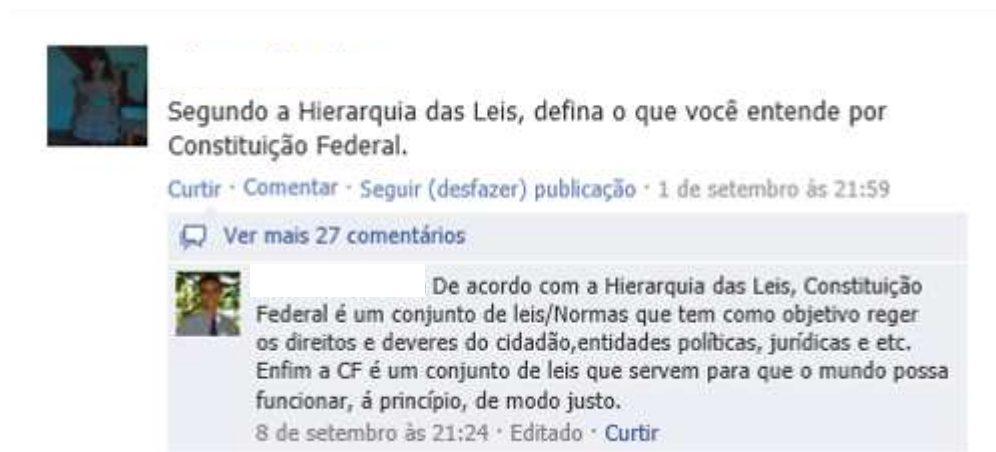 Segundo a Hierarquia das Leis, defina o que você entende por
Constituição Federal.
Curtir · Comentar · Seguir (desfazer) publicação · 1 de setembro às 21:59
Ver mais 27 comentários
De acordo com a Hierarquia das Leis, Constituição
Federal é um conjunto de leis/Normas que tem como objetivo reger
os direitos e deveres do cidadão,entidades políticas, jurídicas e etc.
Enfim a CF é um conjunto de leis que servem para que o mundo possa
funcionar, á princípio, de modo justo.
8 de setembro às 21:24 · Editado · Curtir